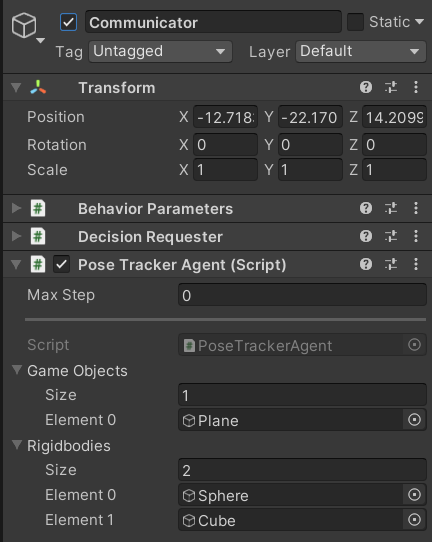 Communicator Static
Tag Untagged Layer Default
Transform
Position X -12.718 Y -22.170 Z 14.2099
Rotation X 0 Y 0 Z 0
Scale X 1 Y 1 Z 1
# Behavior Parameters
# Decision Requester
# Pose Tracker Agent (Script)
Max Step 0
Script # PoseTrackerAgent
Game Objects
Size 1
Element 0 Plane
Rigidbodies
Size 2
Element 0 Sphere
Element 1 Cube